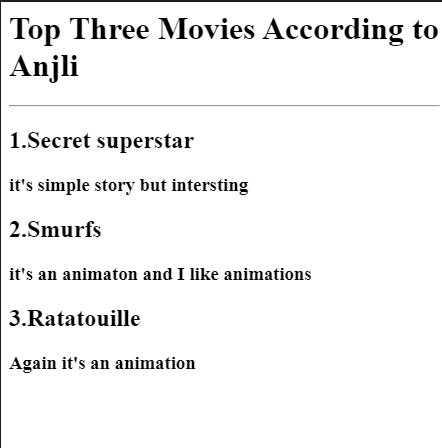 Top Three Movies According to
Anjli
1.Secret superstar
it's simple story but intersting
2.Smurfs
it's an animaton and I like animations
3.Ratatouille
Again it's an animation